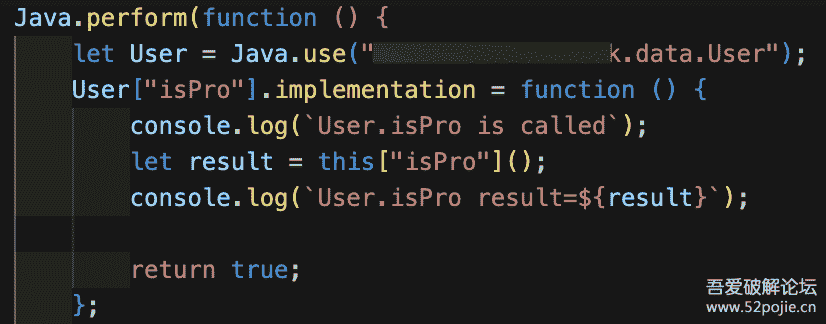 Java.perform(function () {
let User = Java.use("k.data.User");
User["isPro"].implementation = function () {
console.log(`User.isPro is called`);
let result = this["isPro"]();
console.log(`User.isPro result=${result}`);
return true;
};
吾爱破解论坛
www.52pojie.cn